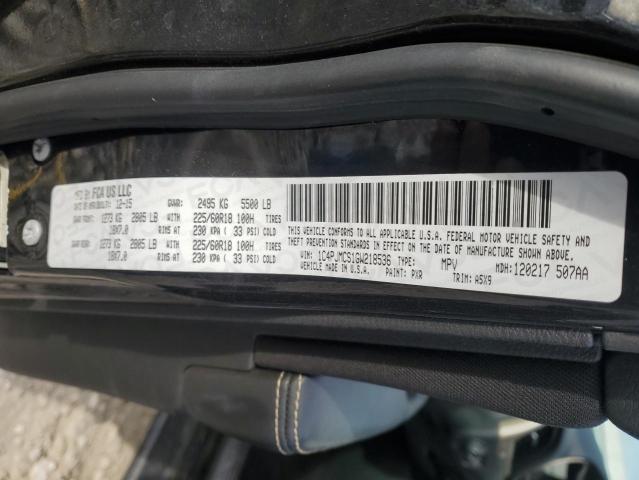 MFD BY FCA US LLC
DATE OF MFR/MOBILITY: 12-15 GVWR: 2495 KG 5500 LB
GAWR FRONT: 1273 KG 2805 LB WITH 225/60R18 100H TIRES
18X7.0 RIMS AT 230 KPA ( 33 PSI) COLD
GAWR REAR: 1273 KG 2805 LB WITH 225/60R18 100H TIRES
18X7.0 RIMS AT 230 KPA ( 33 PSI) COLD
THIS VEHICLE CONFORMS TO ALL APPLICABLE U.S.A. FEDERAL MOTOR VEHICLE SAFETY AND
THEFT PREVENTION STANDARDS IN EFFECT ON THE DATE OF MANUFACTURE SHOWN ABOVE.
VIN: 1C4PJMCS1GW218536 TYPE: MPV MDH: 120217 507AA
VEHICLE MADE IN U.S.A. PAINT: PXR TRIM: A5X9